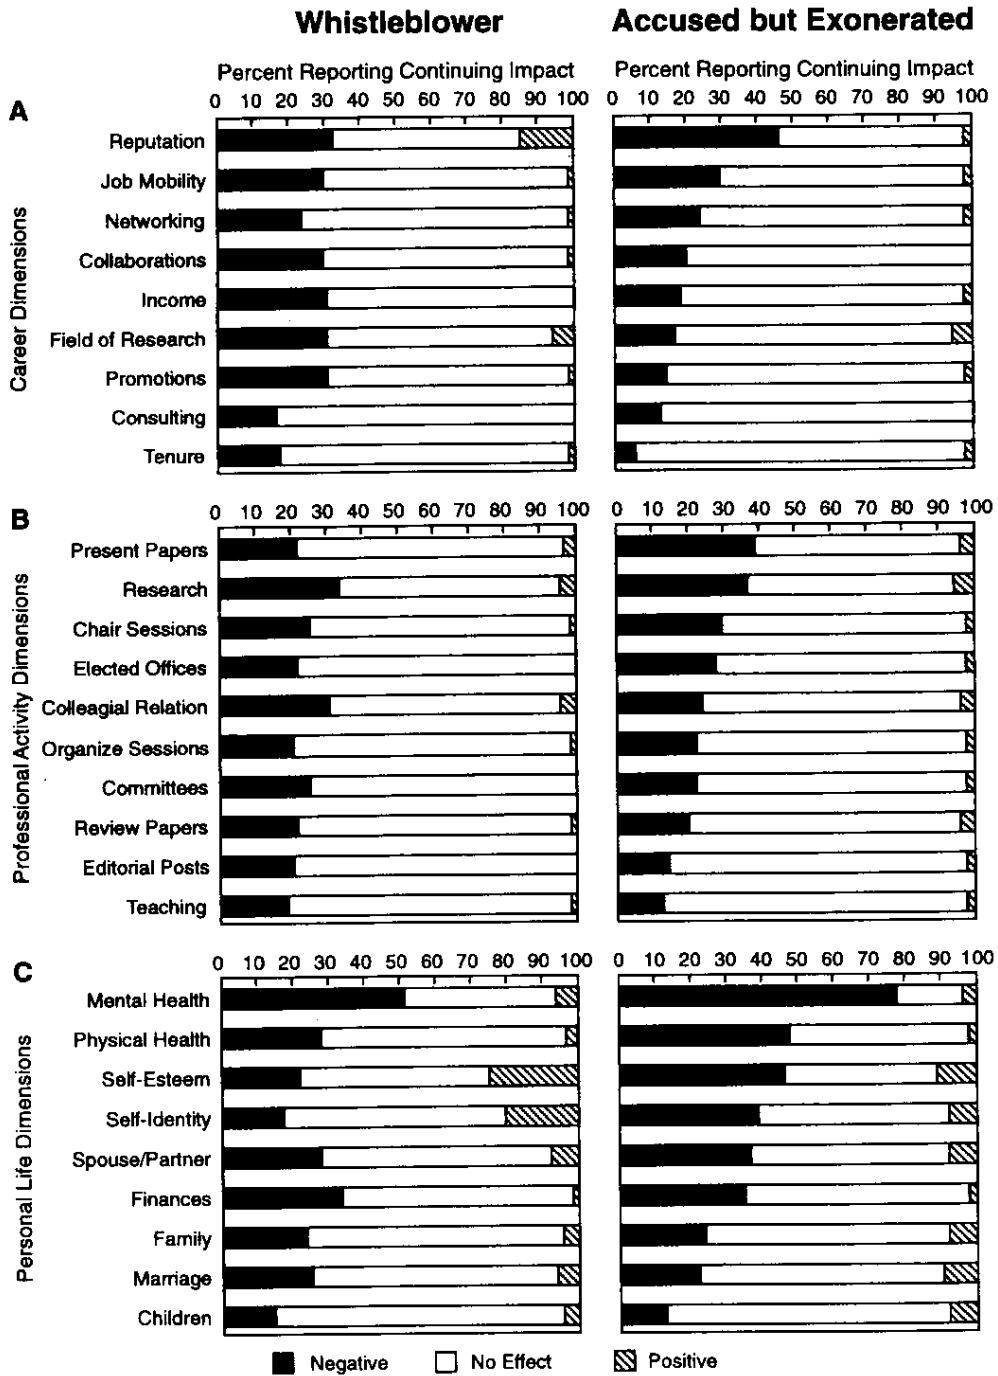 Whistleblower Accused but Exonerated
Percent Reporting Continuing Impact Percent Reporting Continuing Impact
A 0 10 20 30 40 50 60 70 80 90 100 0 10 20 30 40 50 60 70 80 90 100
Career Dimensions
Reputation
Job Mobility
Networking
Collaborations
Income
Field of Research
Promotions
Consulting
Tenure
B 0 10 20 30 40 50 60 70 80 90 100 0 10 20 30 40 50 60 70 80 90 100
Professional Activity Dimensions
Present Papers
Research
Chair Sessions
Elected Offices
Colleagial Relation
Organize Sessions
Committees
Review Papers
Editorial Posts
Teaching
C 0 10 20 30 40 50 60 70 80 90 100 0 10 20 30 40 50 60 70 80 90 100
Personal Life Dimensions
Mental Health
Physical Health
Self-Esteem
Self-Identity
Spouse/Partner
Finances
Family
Marriage
Children
Negative No Effect Positive